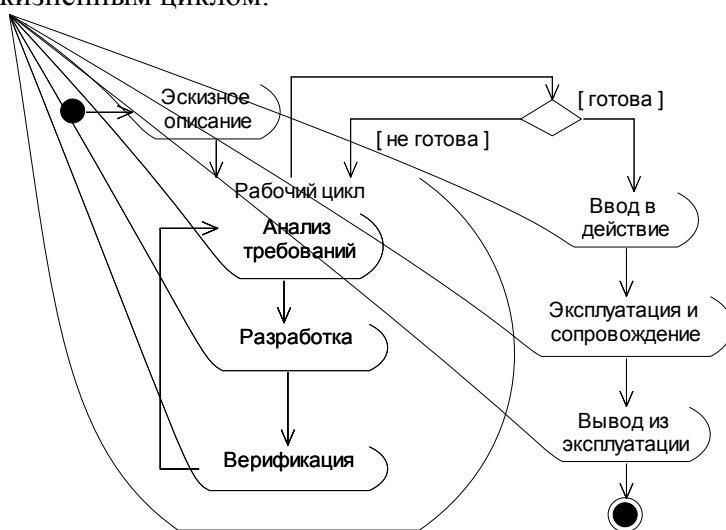 жизненным циклом.
Эскизное
описание
[ готова ]
[ не готова ]
Рабочий цикл
Анализ
требований
Ввод в
действие
Разработка
Эксплуатация и
сопровождение
Верификация
Вывод из
эксплуатации